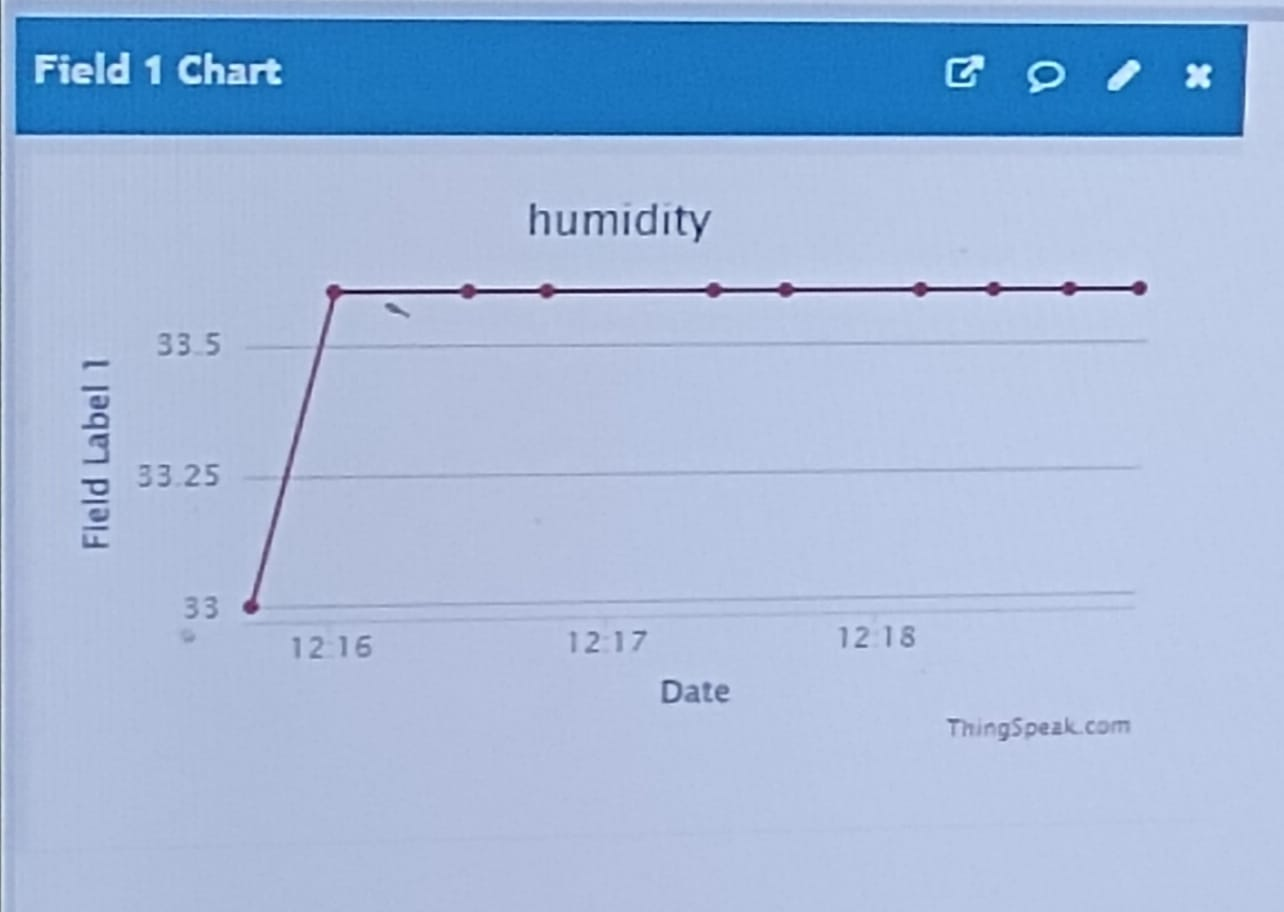 Field 1 Chart
humidity
Field Label 1
33.5
33.25
33
12:16 12:17 12:18
Date
ThingSpeak.com